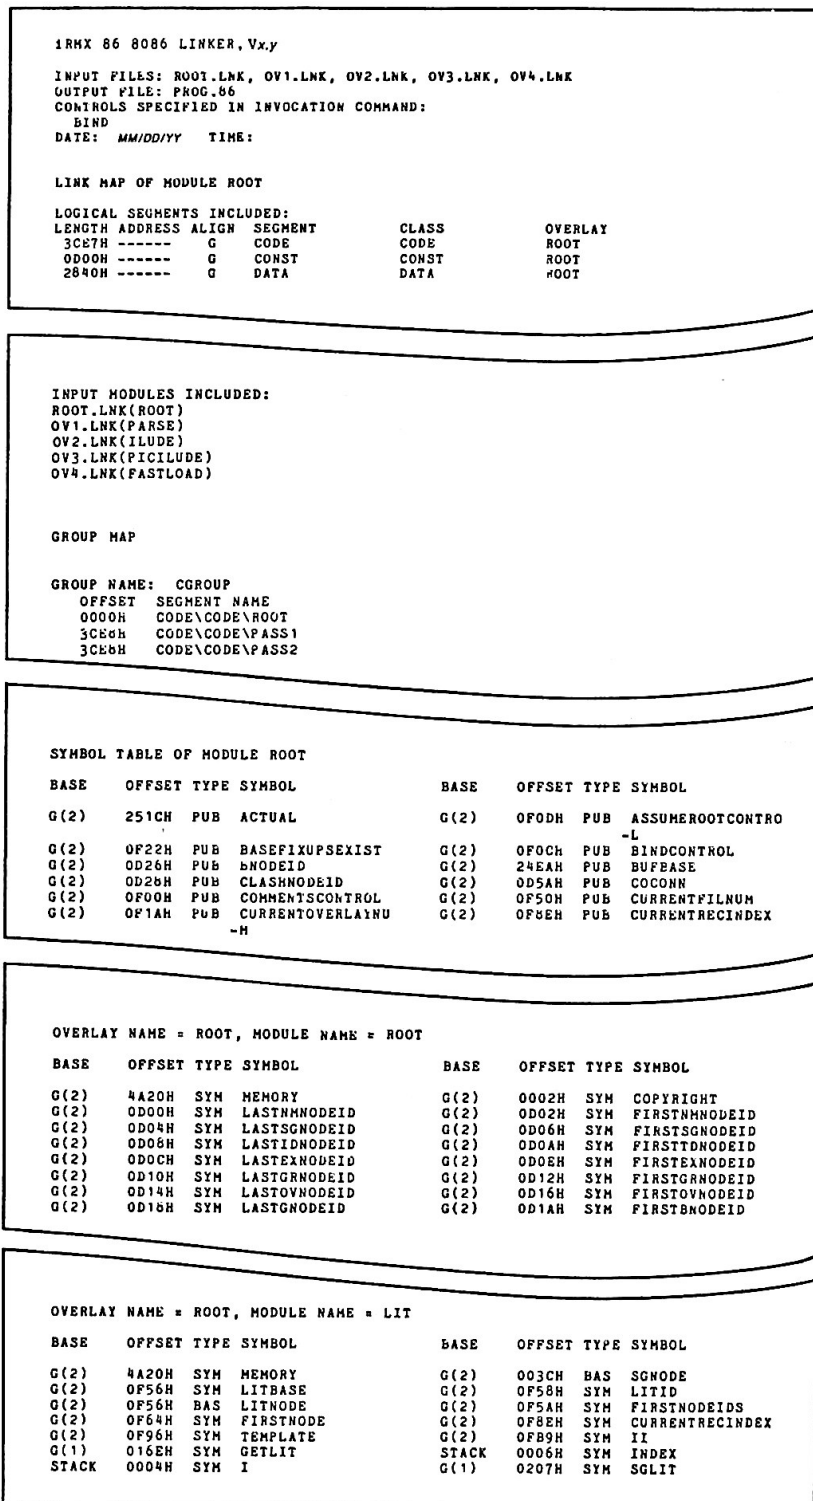 iRMX 86 8086 LINKER, Vx.y
INPUT FILES: ROOT.LNK, OV1.LNK, OV2.LNK, OV3.LNK, OV4.LNK
OUTPUT FILE: PROG.86
CONTROLS SPECIFIED IN INVOCATION COMMAND:
BIND
DATE: MM/DD/YY TIME:
LINK MAP OF MODULE ROOT
LOGICAL SEGMENTS INCLUDED:
LENGTH ADDRESS ALIGN SEGMENT CLASS OVERLAY
3CE7H ------ G CODE CODE ROOT
0D00H ------ G CONST CONST ROOT
2840H ------ G DATA DATA ROOT
INPUT MODULES INCLUDED:
ROOT.LNK(ROOT)
OV1.LNK(PARSE)
OV2.LNK(ILUDE)
OV3.LNK(PICILUDE)
OV4.LNK(FASTLOAD)
GROUP MAP
GROUP NAME: CGROUP
OFFSET SEGMENT NAME
0000H CODE\CODE\ROOT
3CE8H CODE\CODE\PASS1
3CE8H CODE\CODE\PASS2
SYMBOL TABLE OF MODULE ROOT
BASE OFFSET TYPE SYMBOL BASE OFFSET TYPE SYMBOL
G(2) 251CH PUB ACTUAL G(2) 0F0DH PUB ASSUMEROOTCONTRO
-L
G(2) 0F22H PUB BASEFIXUPSEXIST G(2) 0F0CH PUB BINDCONTROL
G(2) 0D26H PUB BNODEID G(2) 24EAH PUB BUFBASE
G(2) 0D28H PUB CLASHNODEID G(2) 0D5AH PUB COCONN
G(2) 0F00H PUB COMMENTSCONTROL G(2) 0F50H PUB CURRENTFILNUM
G(2) 0F1AH PUB CURRENTOVERLAYNU G(2) 0F8EH PUB CURRENTRECINDEX
-M
OVERLAY NAME = ROOT, MODULE NAME = ROOT
BASE OFFSET TYPE SYMBOL BASE OFFSET TYPE SYMBOL
G(2) 4A20H SYM MEMORY G(2) 0002H SYM COPYRIGHT
G(2) 0D00H SYM LASTNMNODEID G(2) 0D02H SYM FIRSTNMNODEID
G(2) 0D04H SYM LASTSGNODEID G(2) 0D06H SYM FIRSTSGNODEID
G(2) 0D08H SYM LASTIDNODEID G(2) 0D0AH SYM FIRSTTDNODEID
G(2) 0D0CH SYM LASTEXNODEID G(2) 0D0EH SYM FIRSTEXNODEID
G(2) 0D10H SYM LASTGRNODEID G(2) 0D12H SYM FIRSTGRNODEID
G(2) 0D14H SYM LASTOVNODEID G(2) 0D16H SYM FIRSTOVNODEID
G(2) 0D18H SYM LASTGNODEID G(2) 0D1AH SYM FIRSTBNODEID
OVERLAY NAME = ROOT, MODULE NAME = LIT
BASE OFFSET TYPE SYMBOL BASE OFFSET TYPE SYMBOL
G(2) 4A20H SYM MEMORY G(2) 003CH BAS SGNODE
G(2) 0F56H SYM LITBASE G(2) 0F58H SYM LITID
G(2) 0F56H BAS LITNODE G(2) 0F5AH SYM FIRSTNODEIDS
G(2) 0F64H SYM FIRSTNODE G(2) 0F8EH SYM CURRENTRECINDEX
G(2) 0F96H SYM TEMPLATE G(2) 0FB9H SYM II
G(1) 016EH SYM GETLIT STACK 0006H SYM INDEX
STACK 0004H SYM I G(1) 0207H SYM SGLIT